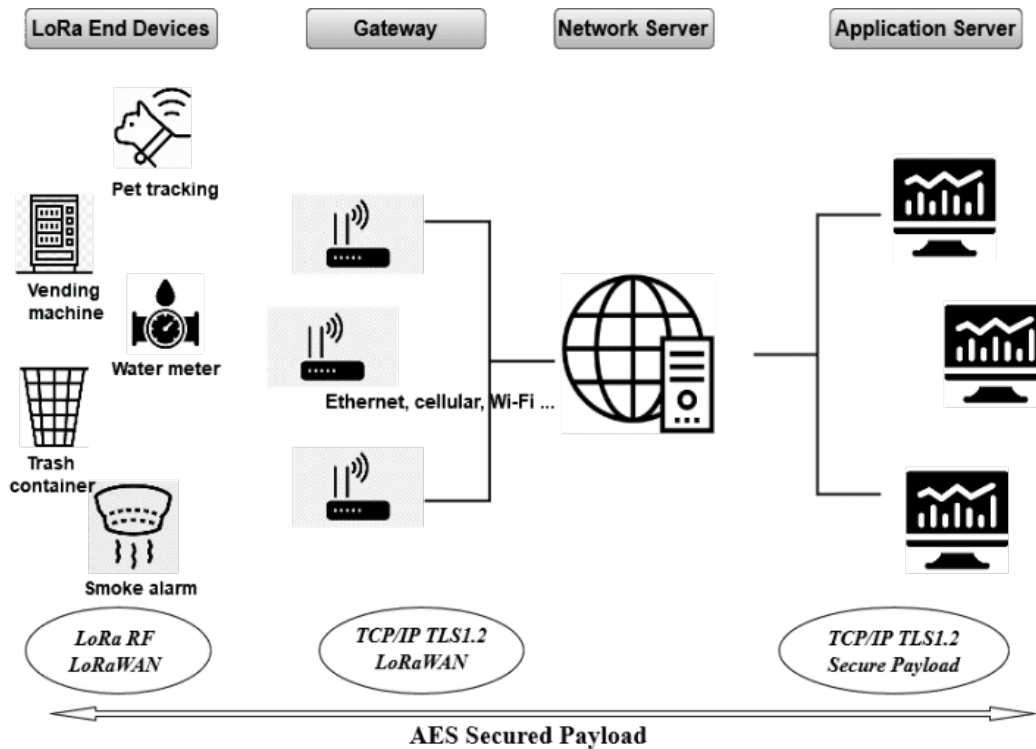 LoRa End Devices
Gateway
Network Server
Application Server
Pet tracking
Vending
machine
Water meter
Ethernet, cellular, Wi-Fi ...
Trash
container
Smoke alarm
LoRa RF
LoRaWAN
TCP/IP TLS1.2
LoRaWAN
TCP/IP TLS1.2
Secure Payload
AES Secured Payload